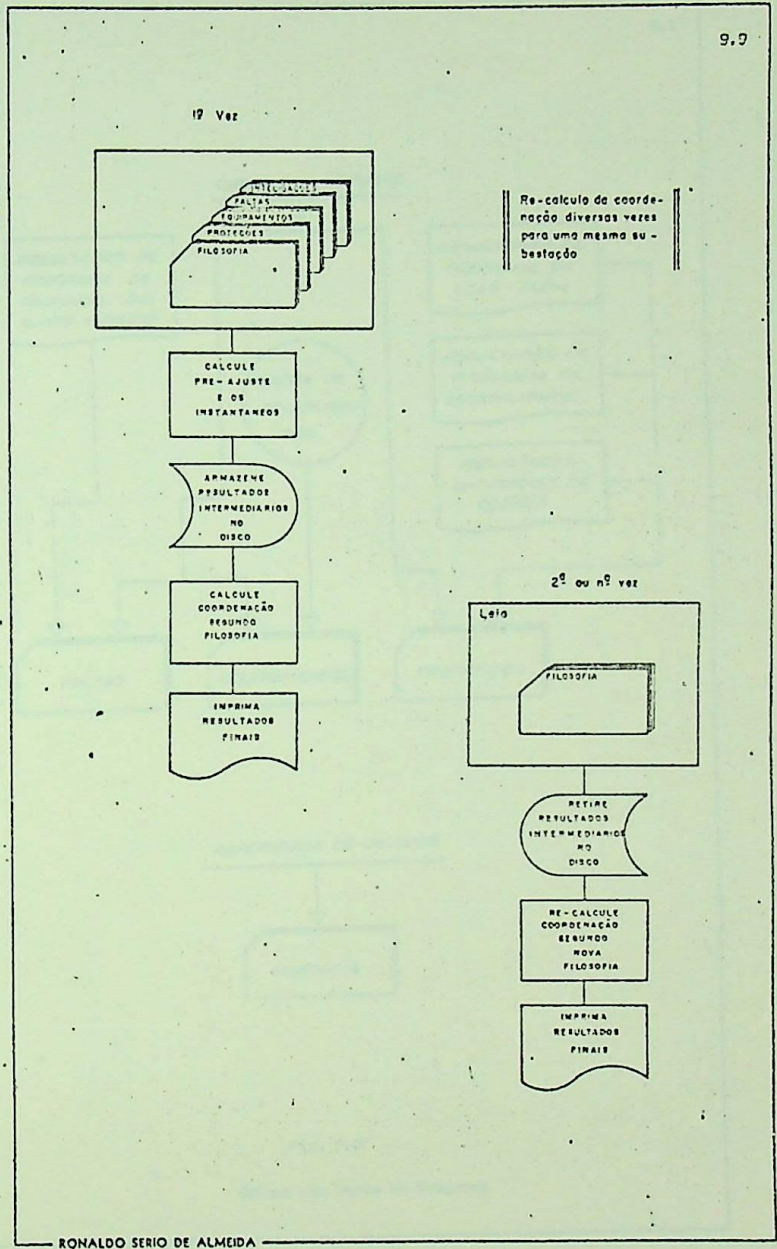 9.9
1ª Vez
INTELIGAÇÕES
FALTAS
EQUIPAMENTOS
PROTEÇÕES
FILOSOFIA
CALCULE
PRE-AJUSTE
E OS
INSTANTANEOS
ARMAZENE
RESULTADOS
INTERMEDIÁRIOS
NO
DISCO
CALCULE
COORDENAÇÃO
SEGUNDO
FILOSOFIA
IMPRIMA
RESULTADOS
FINAIS
Re-calculo da coorde-
nação diversas vezes
para uma mesma su-
bestação
2ª ou nº vez
Leia
FILOSOFIA
RETIRE
RESULTADOS
INTERMEDIARIOS
NO
DISCO
RE-CALCULE
COORDENAÇÃO
SEGUNDO
NOVA
FILOSOFIA
IMPRIMA
RESULTADOS
FINAIS
RONALDO SERIO DE ALMEIDA